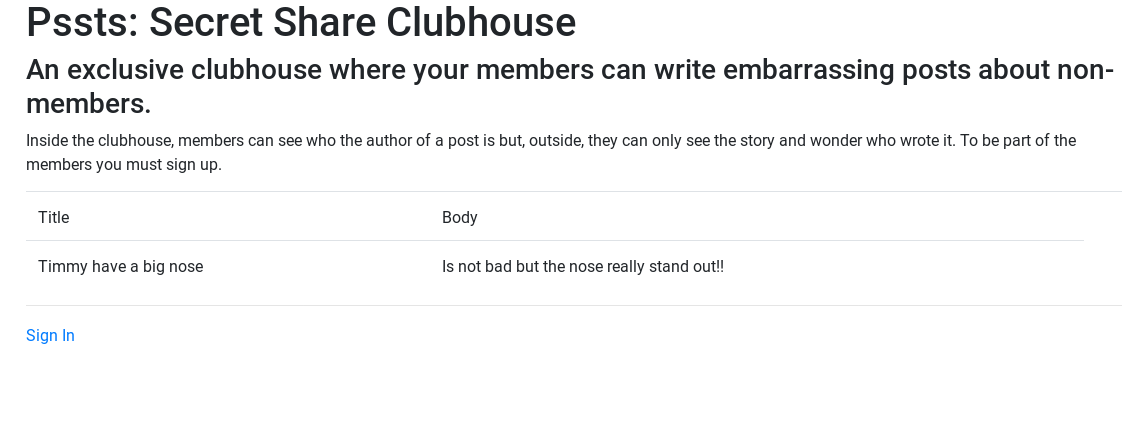 Pssts: Secret Share Clubhouse
An exclusive clubhouse where your members can write embarrassing posts about non-
members.
Inside the clubhouse, members can see who the author of a post is but, outside, they can only see the story and wonder who wrote it. To be part of the
members you must sign up.
Title Body
Timmy have a big nose Is not bad but the nose really stand out!!
Sign In